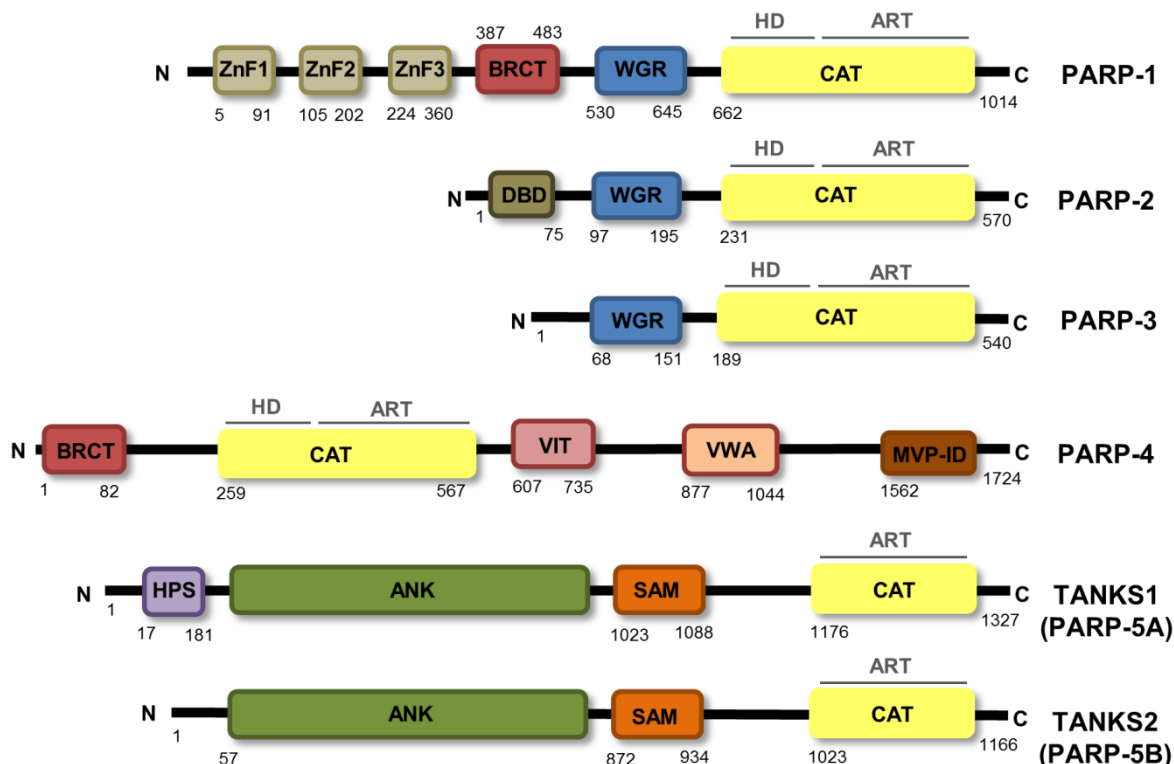 HD ART
387 483
N ZnF1 ZnF2 ZnF3 BRCT WGR CAT C PARP-1
5 91 105 202 224 360 530 645 662 1014
HD ART
N DBD WGR CAT C PARP-2
1 75 97 195 231 570
HD ART
N WGR CAT C PARP-3
1 68 151 189 540
HD ART
N BRCT CAT VIT VWA MVP-ID C PARP-4
1 82 259 567 607 735 877 1044 1562 1724
ART
N HPS ANK SAM CAT C TANKS1
(PARP-5A)
1 17 181 1023 1088 1176 1327
ART
N ANK SAM CAT C TANKS2
(PARP-5B)
1 57 872 934 1023 1166